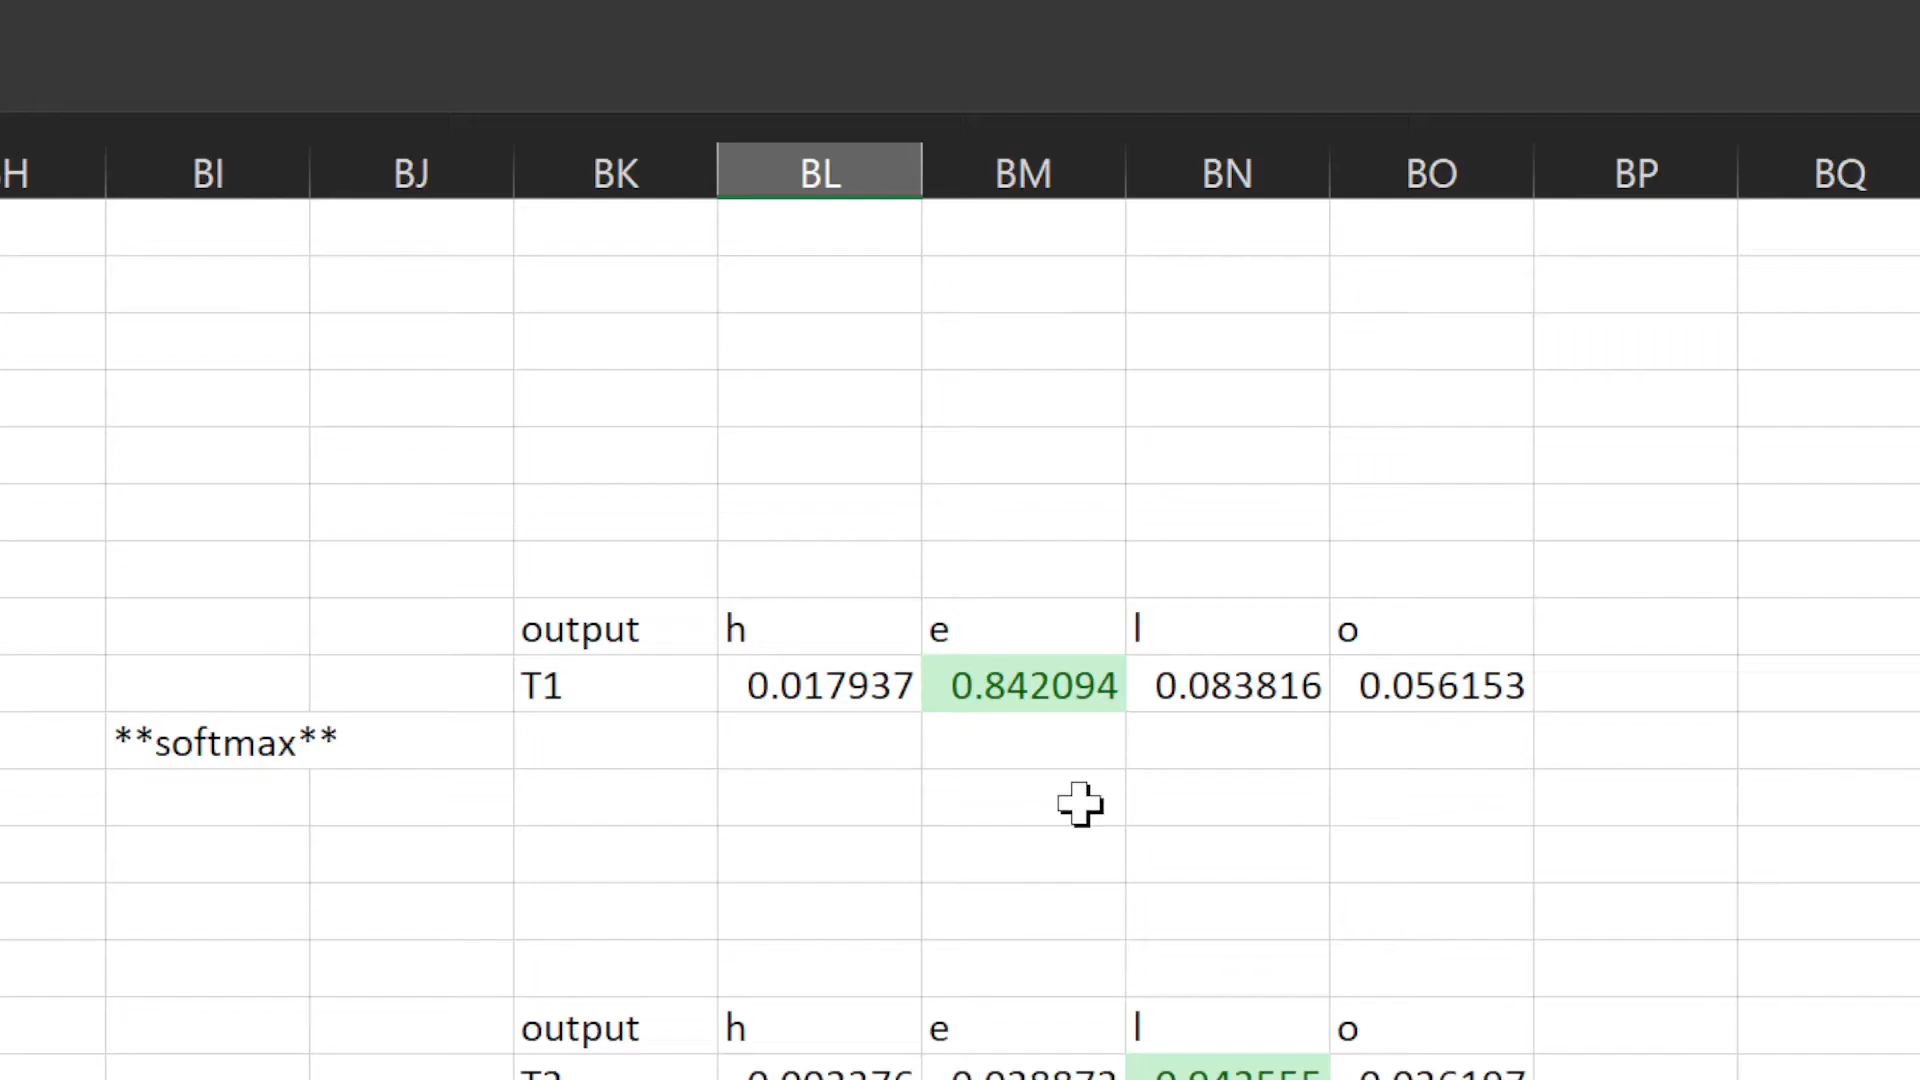 BI BJ BK BL BM BN BO BP BQ
output h e l o
T1 0.017937 0.842094 0.083816 0.056153
**softmax**
output h e l o